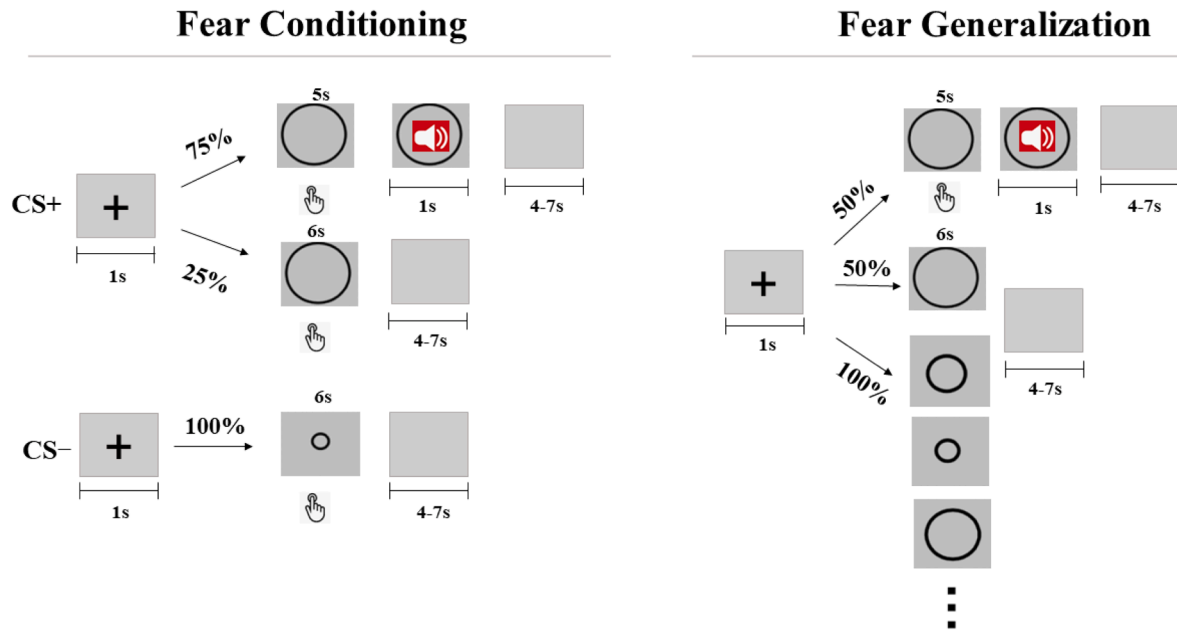 Fear Conditioning
CS+
1s
75%
5s
1s
4-7s
25%
6s
4-7s
CS−
1s
100%
6s
4-7s
Fear Generalization
1s
50%
5s
1s
4-7s
50%
6s
100%
4-7s